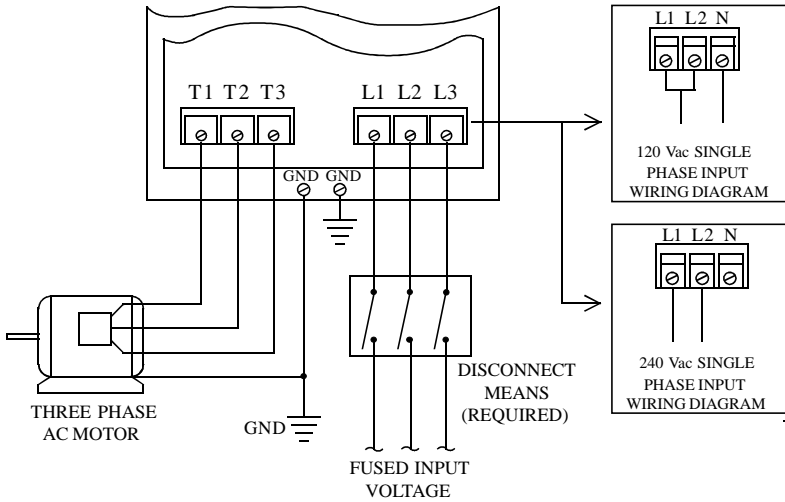 T1 T2 T3
L1 L2 L3
GND GND
THREE PHASE
AC MOTOR
GND
DISCONNECT
MEANS
(REQUIRED)
FUSED INPUT
VOLTAGE
L1 L2 N
120 Vac SINGLE
PHASE INPUT
WIRING DIAGRAM
L1 L2 N
240 Vac SINGLE
PHASE INPUT
WIRING DIAGRAM